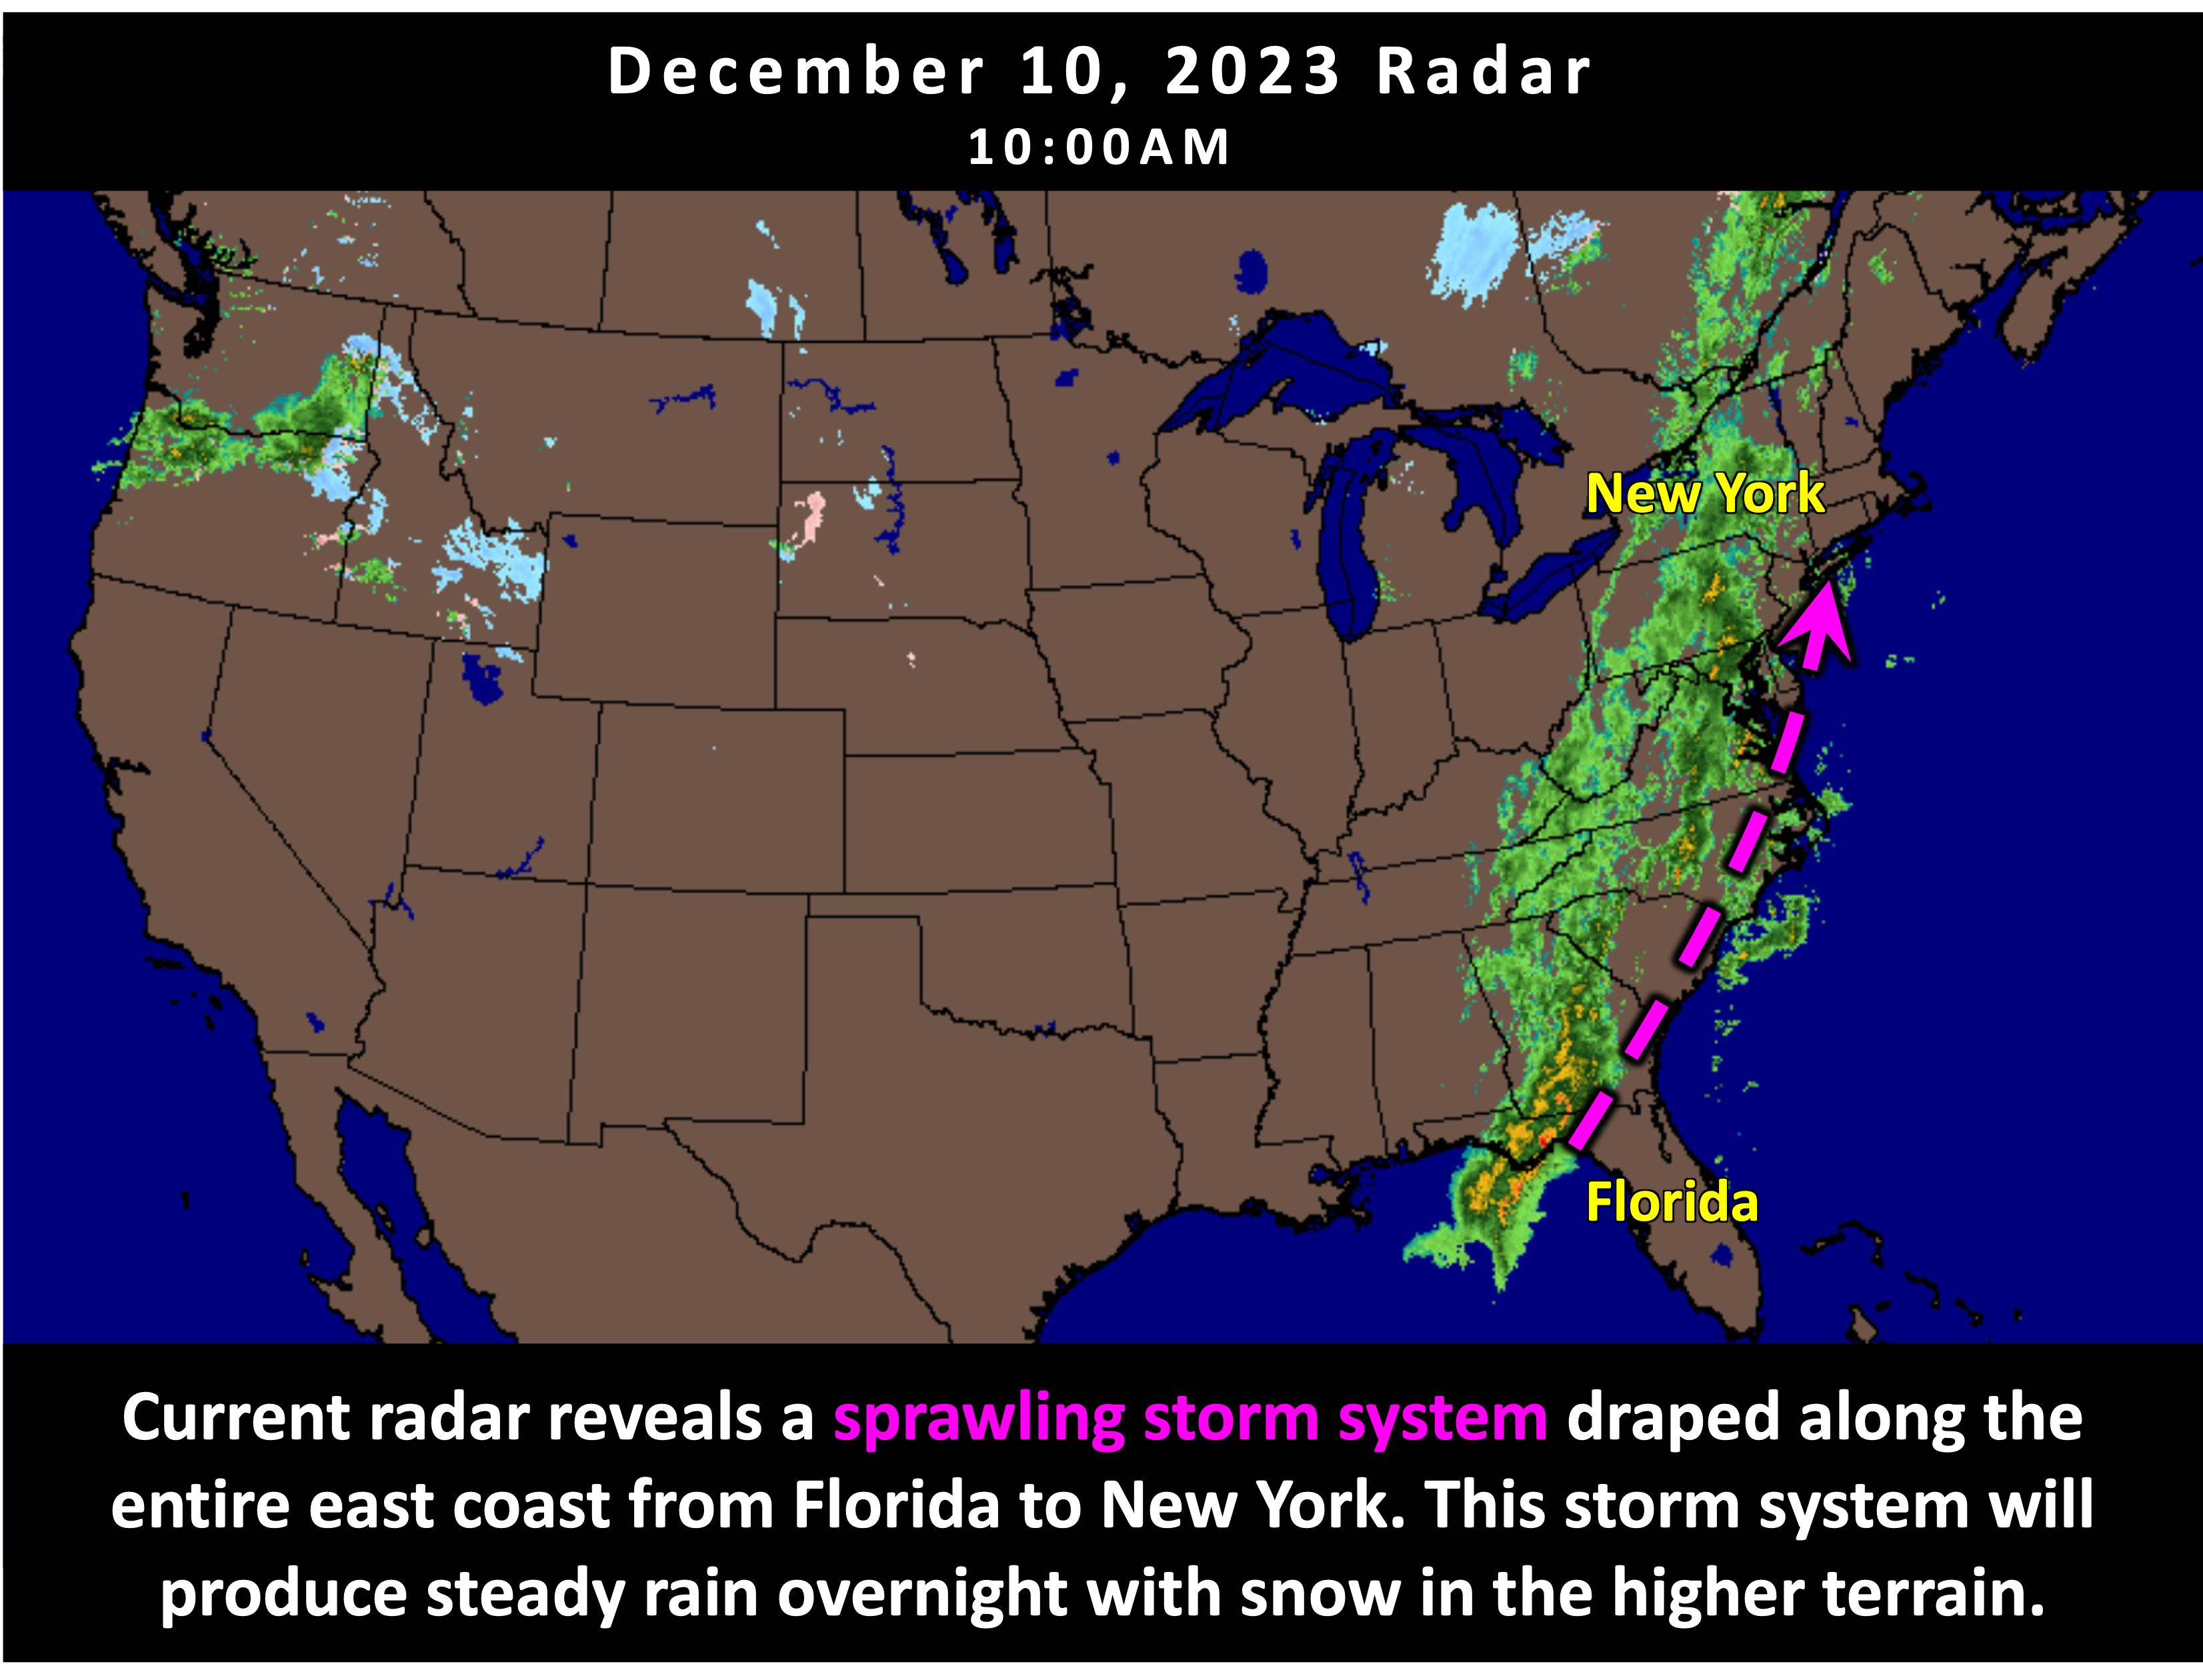 December 10, 2023 Radar
10:00AM
New York
Florida
Current radar reveals a sprawling storm system draped along the
entire east coast from Florida to New York. This storm system will
produce steady rain overnight with snow in the higher terrain.